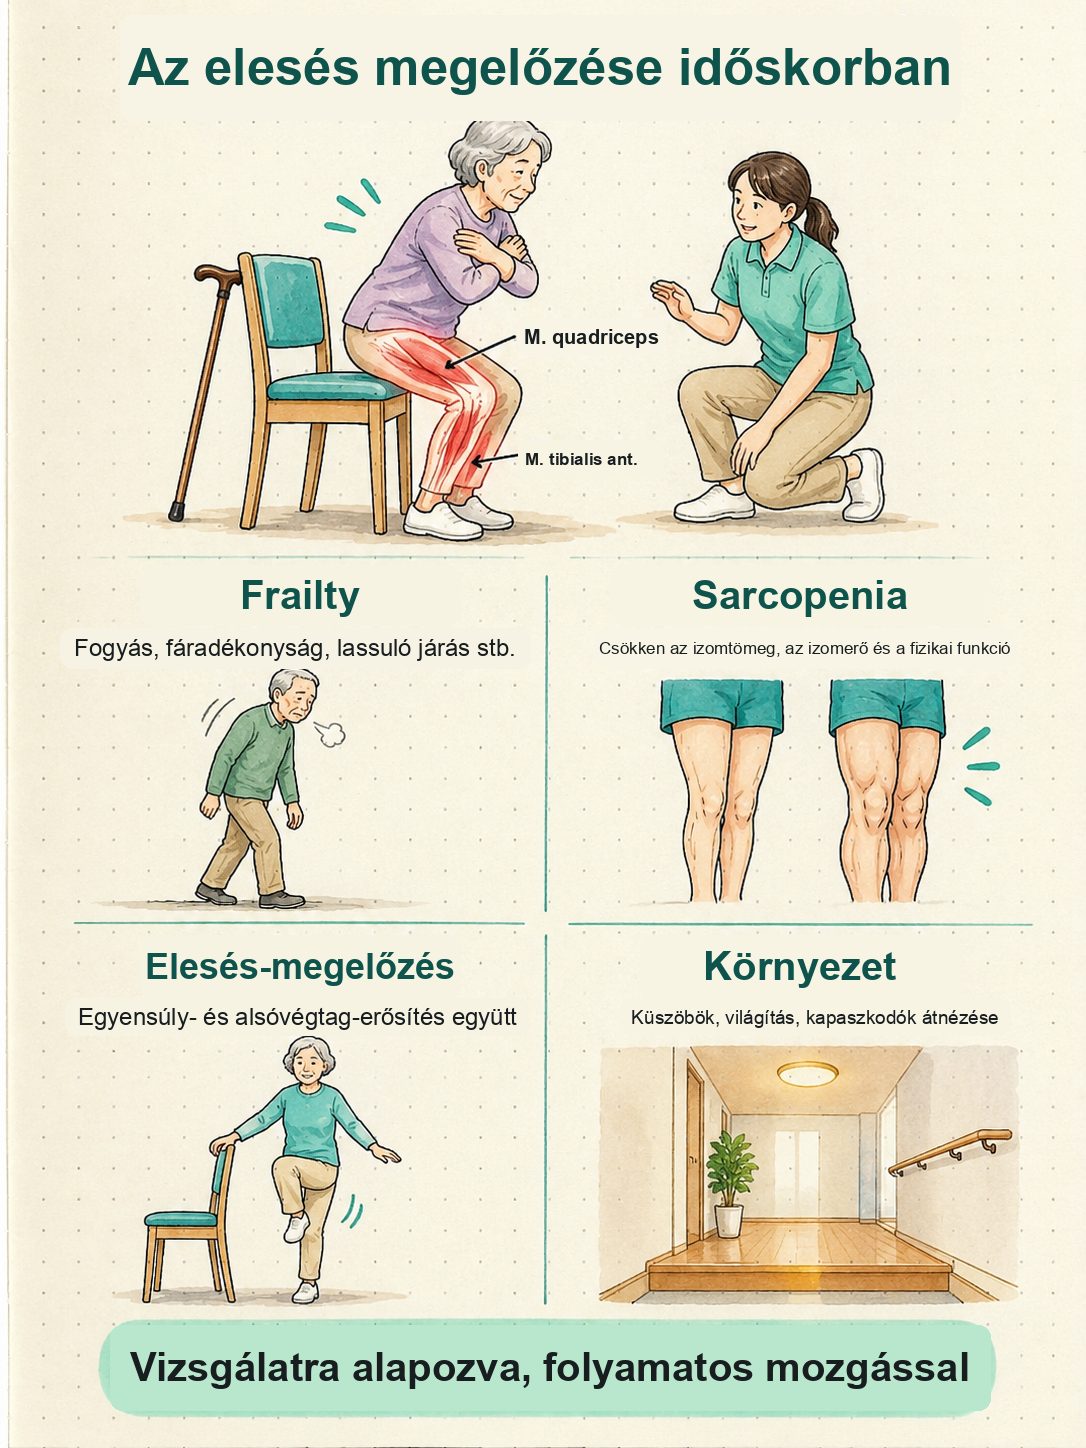 Az elesés megelőzése időskorban
M. quadriceps
M. tibialis ant.
Frailty
Fogyás, fáradékonyság, lassuló járás stb.
Sarcopenia
Csökken az izomtömeg, az izomerő és a fizikai funkció
Elesés-megelőzés
Egyensúly- és alsóvégtag-erősítés együtt
Környezet
Küszöbök, világítás, kapaszkodók átnézése
Vizsgálatra alapozva, folyamatos mozgással